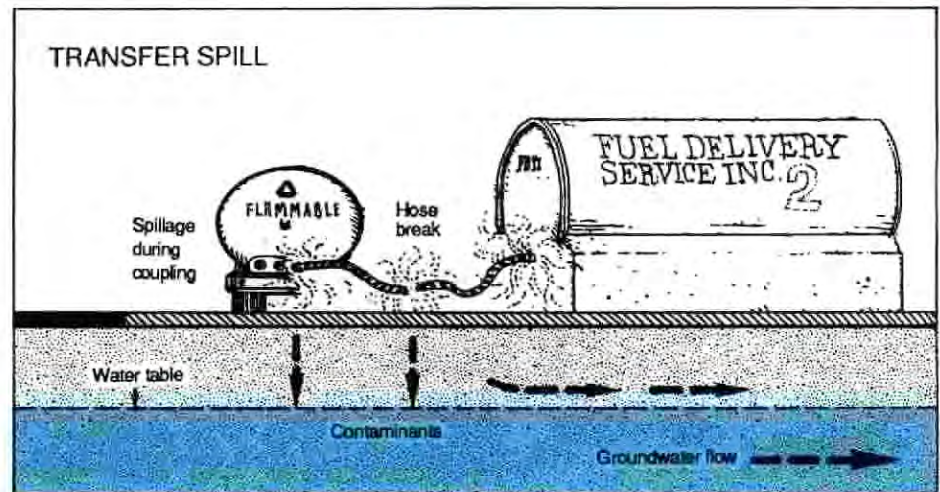 TRANSFER SPILL
FUEL DELIVERY
SERVICE INC.
2
FLAMMABLE
Hose
break
Spillage
during
coupling
Water table
Contaminants
Groundwater flow